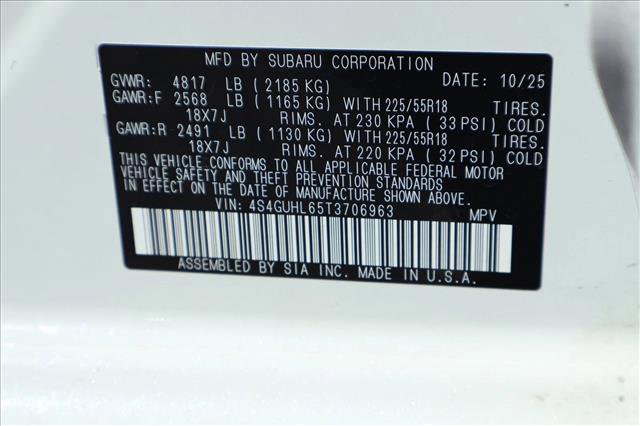 MFD BY SUBARU CORPORATION
GVWR: 4817 LB (2185 KG) DATE: 10/25
GAWR:F 2568 LB (1165 KG) WITH 225/55R18 TIRES.
18X7J RIMS. AT 230 KPA (33 PSI) COLD
GAWR:R 2491 LB (1130 KG) WITH 225/55R18 TIRES.
18X7J RIMS. AT 220 KPA (32 PSI) COLD
THIS VEHICLE CONFORMS TO ALL APPLICABLE FEDERAL MOTOR
VEHICLE SAFETY AND THEFT PREVENTION STANDARDS
IN EFFECT ON THE DATE OF MANUFACTURE SHOWN ABOVE.
VIN: 4S4GUHL65T3706963 MPV
ASSEMBLED BY SIA INC. MADE IN U.S.A.